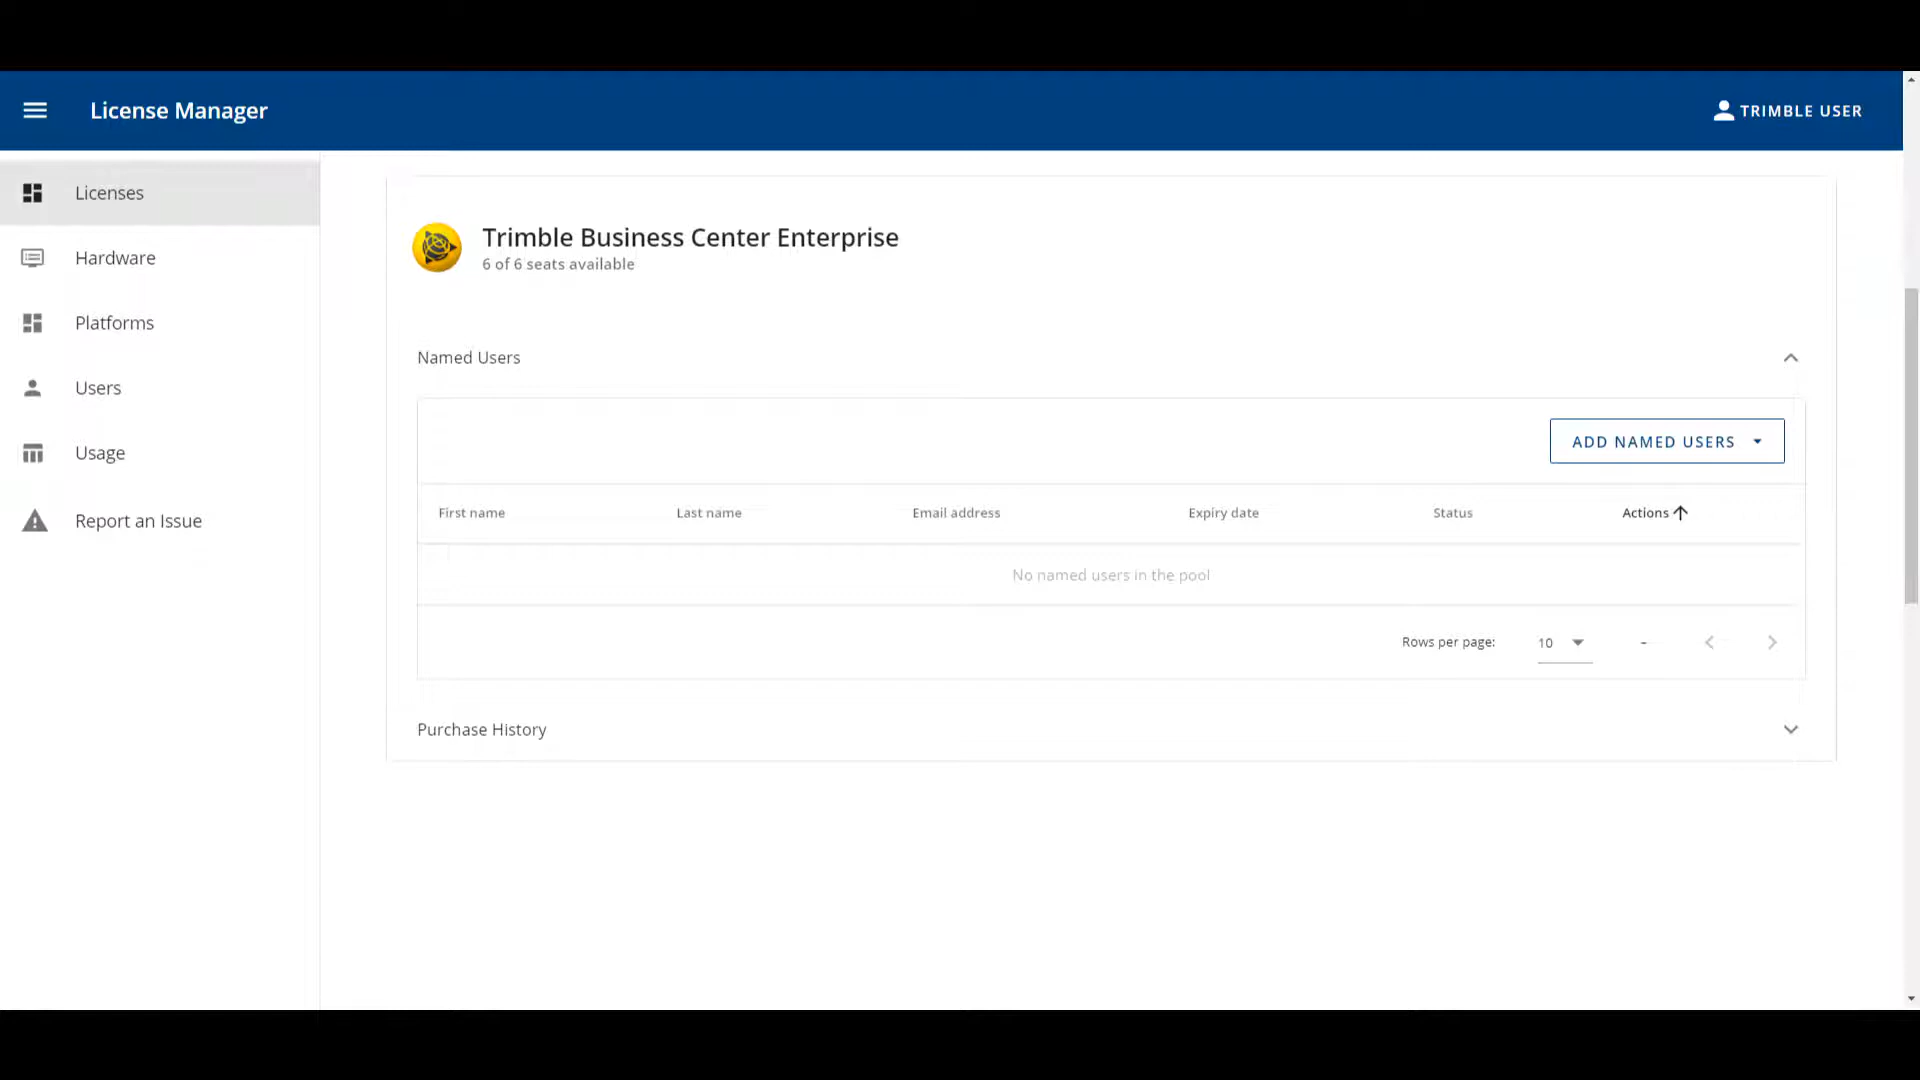 License Manager
TRIMBLE USER
Licenses
Hardware
Platforms
Users
Usage
Report an Issue
Trimble Business Center Enterprise
6 of 6 seats available
Named Users
ADD NAMED USERS
First name Last name Email address Expiry date Status Actions
No named users in the pool
Rows per page: 10 -
Purchase History